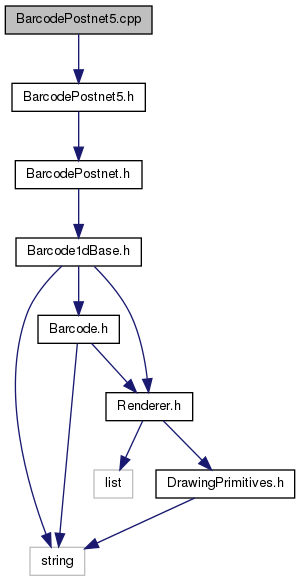 BarcodePostnet5.cpp
BarcodePostnet5.h
BarcodePostnet.h
Barcode1dBase.h
Barcode.h
Renderer.h
list
DrawingPrimitives.h
string